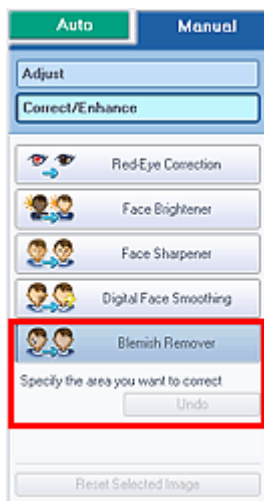 Auto Manual
Adjust
Correct/Enhance
Red-Eye Correction
Face Brightener
Face Sharpener
Digital Face Smoothing
Blemish Remover
Specify the area you want to correct
Undo
Reset Selected Image